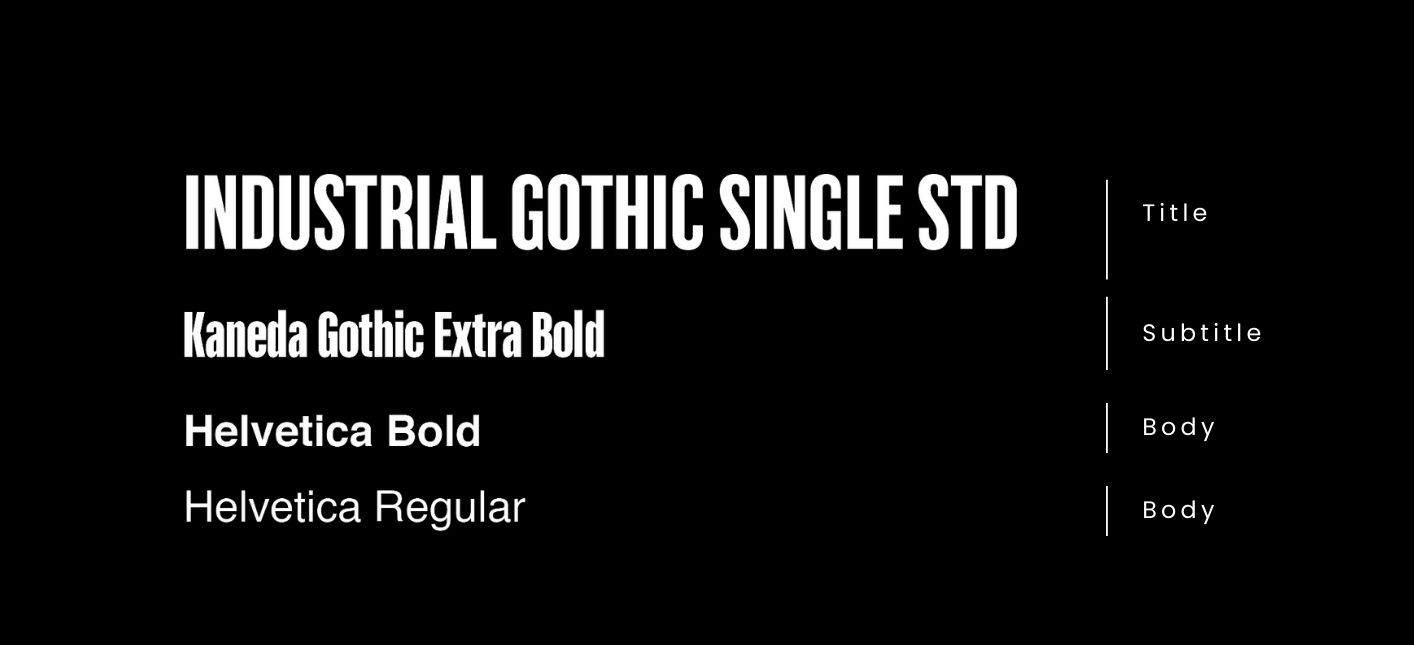 INDUSTRIAL GOTHIC SINGLE STD
Title
Kaneda Gothic Extra Bold
Subtitle
Helvetica Bold
Body
Helvetica Regular
Body